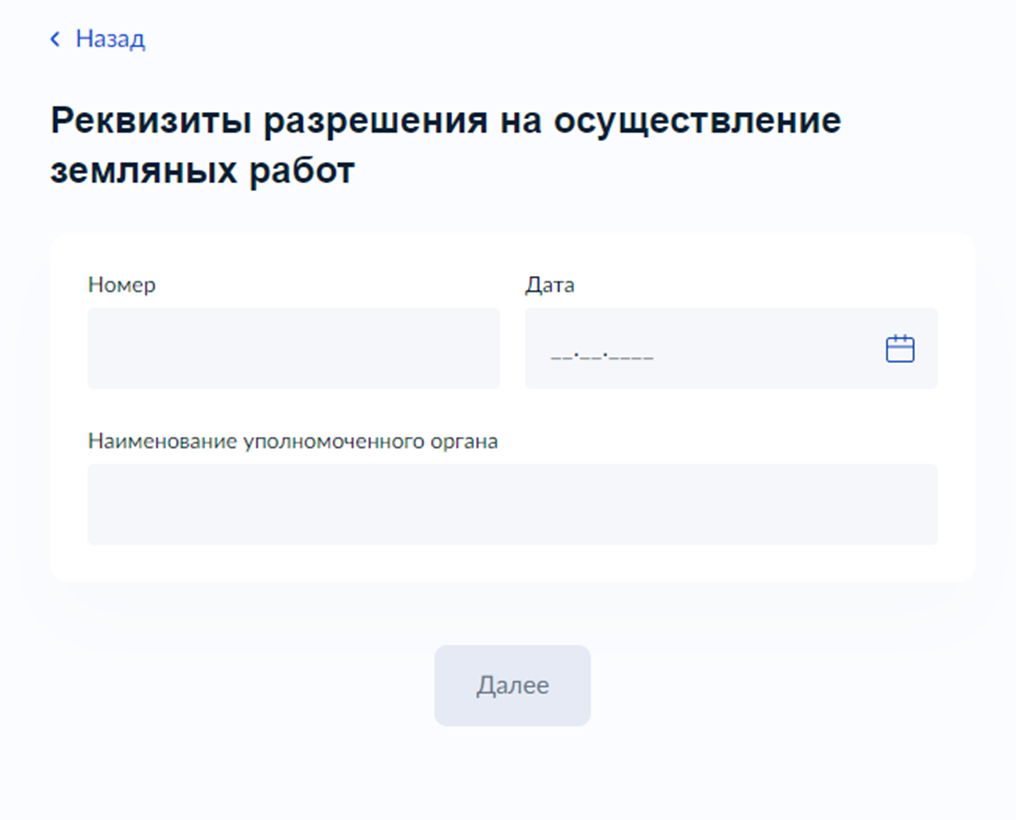 Назад
Реквизиты разрешения на осуществление
земляных работ
Номер
Дата
__.__.____
Наименование уполномоченного органа
Далее